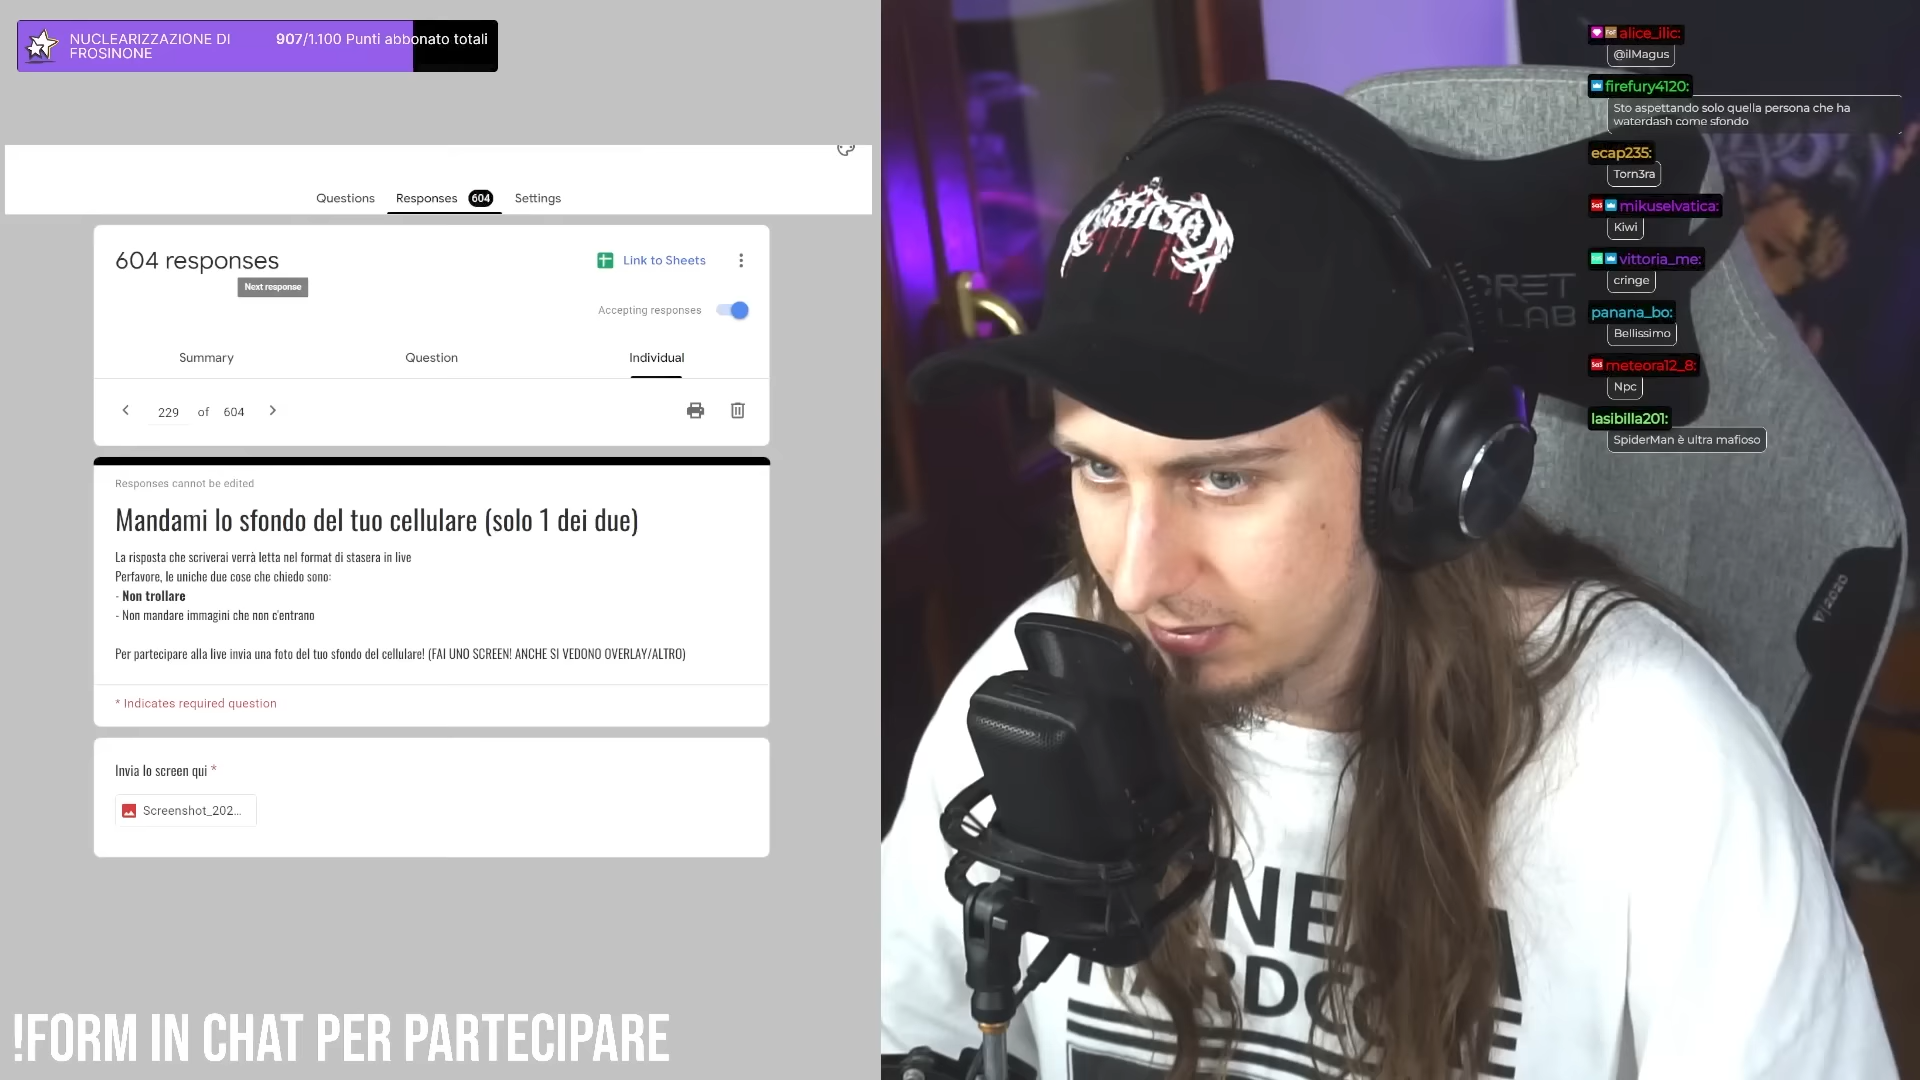 NUCLEARIZZAZIONE DI
FROSINONE
907/1.100 Punti abbonato totali
Questions
Responses 604
Settings
604 responses
Link to Sheets
Next response
Accepting responses
Summary
Question
Individual
229 of 604
Responses cannot be edited
Mandami lo sfondo del tuo cellulare (solo 1 dei due)
La risposta che scriverai verrà letta nel format di stasera in live
Perfavore, le uniche due cose che chiedo sono:
- Non trollare
- Non mandare immagini che non c'entrano
Per partecipare alla live invia una foto del tuo sfondo del cellulare! (FAI UNO SCREEN! ANCHE SI VEDONO OVERLAY/ALTRO)
* Indicates required question
Invia lo screen qui *
Screenshot_202...
!FORM IN CHAT PER PARTECIPARE
alice_ilic:
@ilMagus
firefury4120:
Sto aspettando solo quella persona che ha
waterdash come sfondo
ecap235:
Torn3ra
mikuselvatica:
Kiwi
vittoria_me:
cringe
panana_bo:
Bellissimo
meteora12_8:
Npc
lasibilla201:
SpiderMan è ultra mafioso
RET
LAB
/2020
NE
HARDCO